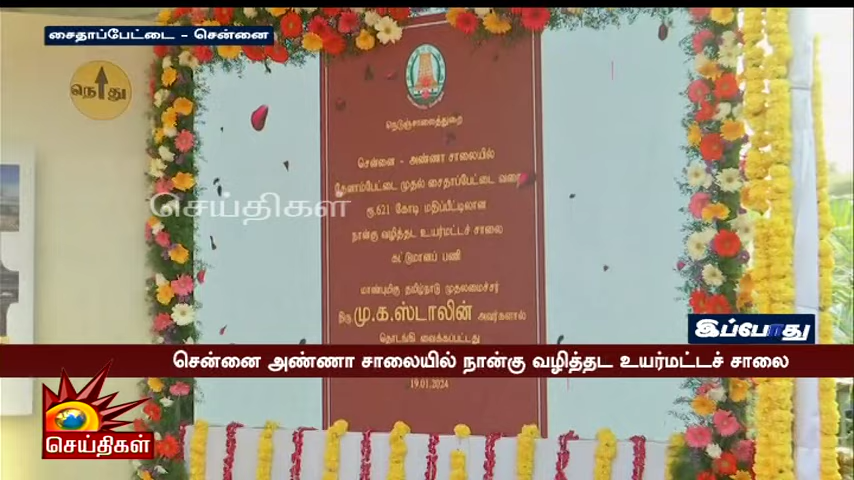 சைதாப்பேட்டை - சென்னை
நெடுஞ்சாலைத்துறை
சென்னை - அண்ணா சாலையில்
தேனாம்பேட்டை முதல் சைதாப்பேட்டை வரை
ரூ.621 கோடி மதிப்பீட்டிலான
நான்கு வழித்தட உயர்மட்டச் சாலை
கட்டுமானப் பணி
மாண்புமிகு தமிழ்நாடு முதலமைச்சர்
திரு மு.க.ஸ்டாலின் அவர்களால்
தொடங்கி வைக்கப்பட்டது
19.01.2024
செய்திகள்
இப்போது
சென்னை அண்ணா சாலையில் நான்கு வழித்தட உயர்மட்டச் சாலை
செய்திகள்